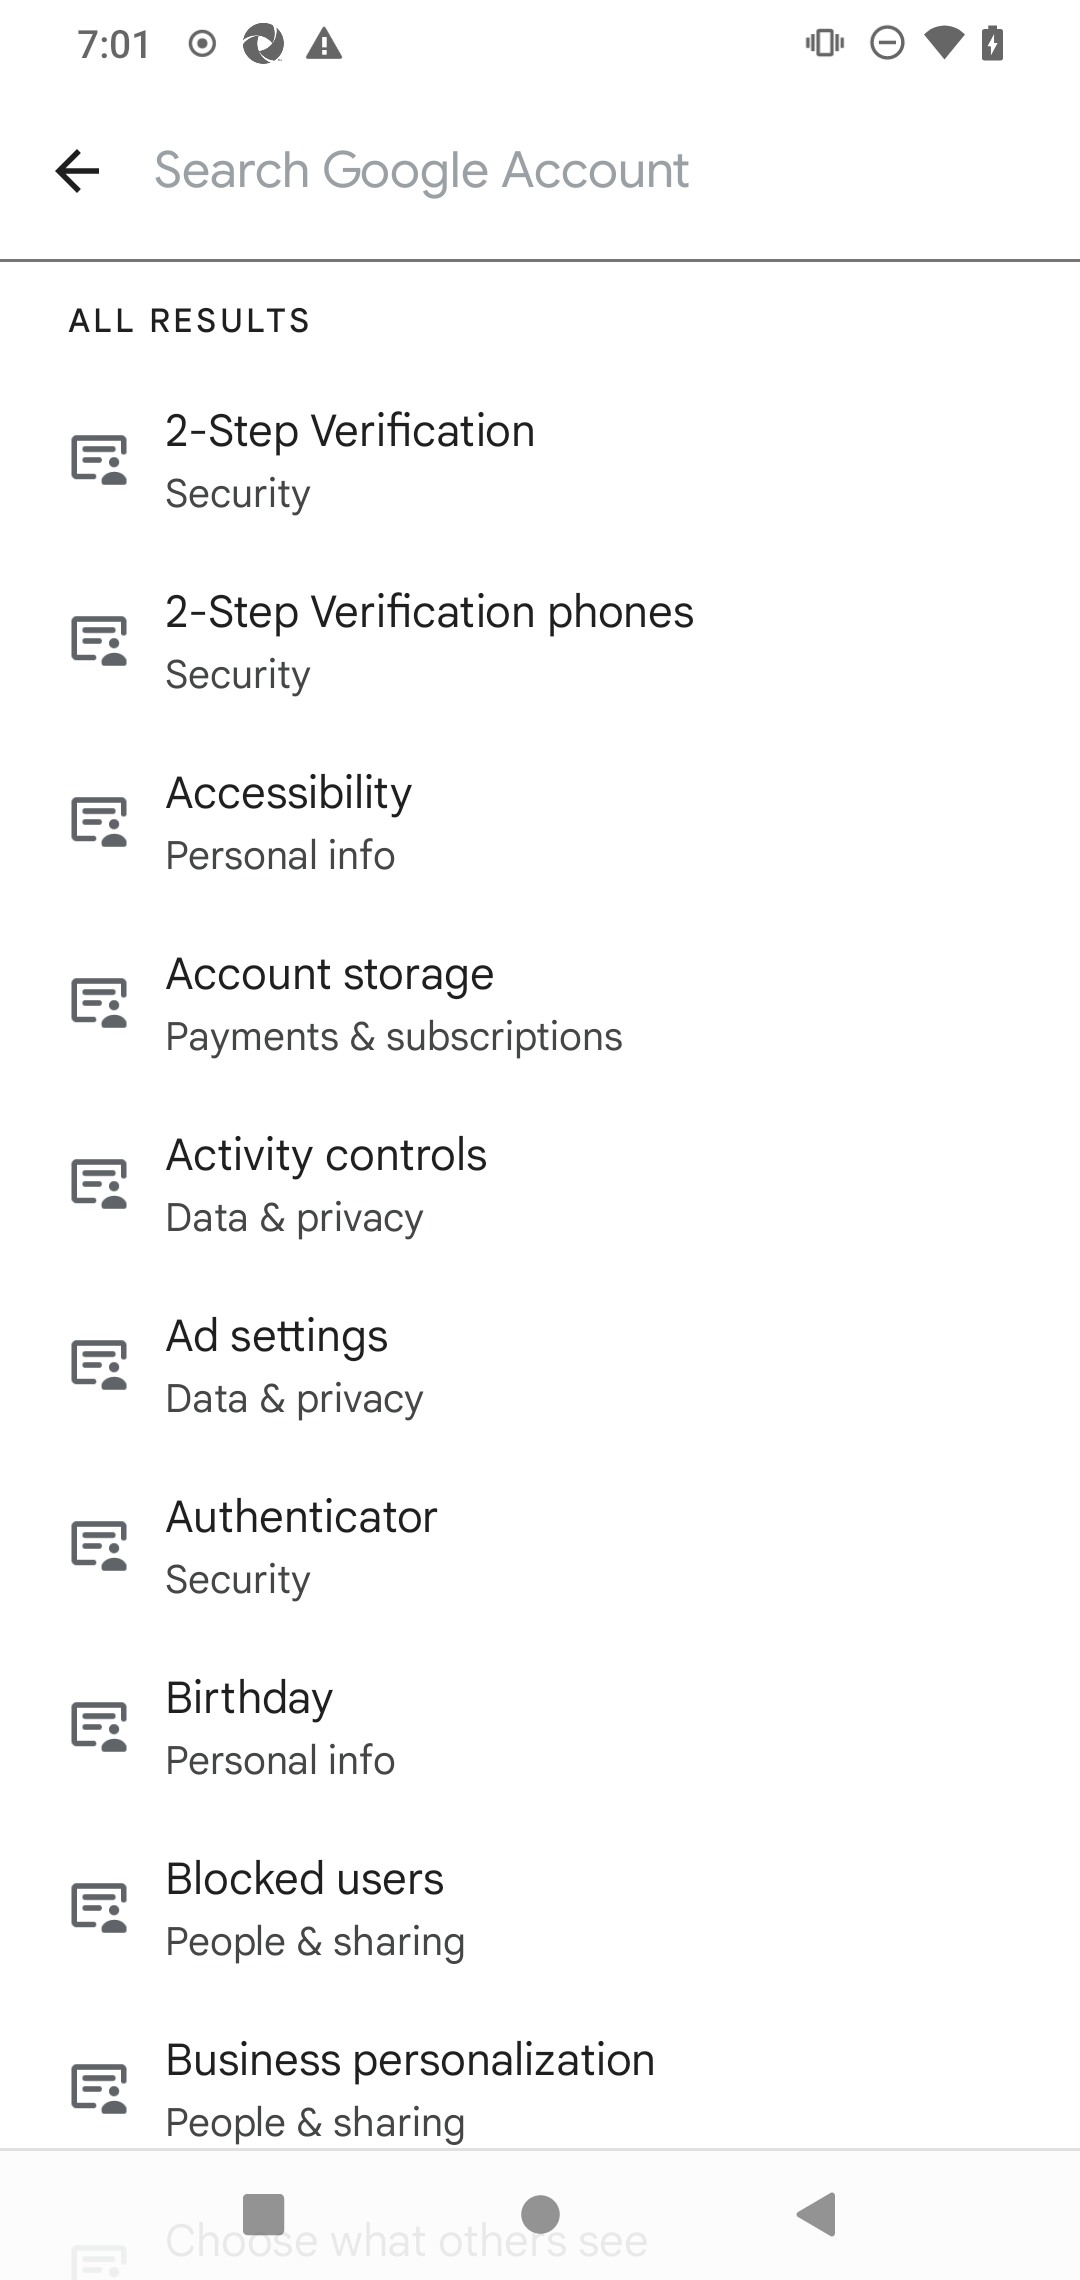 7:01
Search Google Account
ALL RESULTS
2-Step Verification
Security
2-Step Verification phones
Security
Accessibility
Personal info
Account storage
Payments & subscriptions
Activity controls
Data & privacy
Ad settings
Data & privacy
Authenticator
Security
Birthday
Personal info
Blocked users
People & sharing
Business personalization
People & sharing
Choose what others see